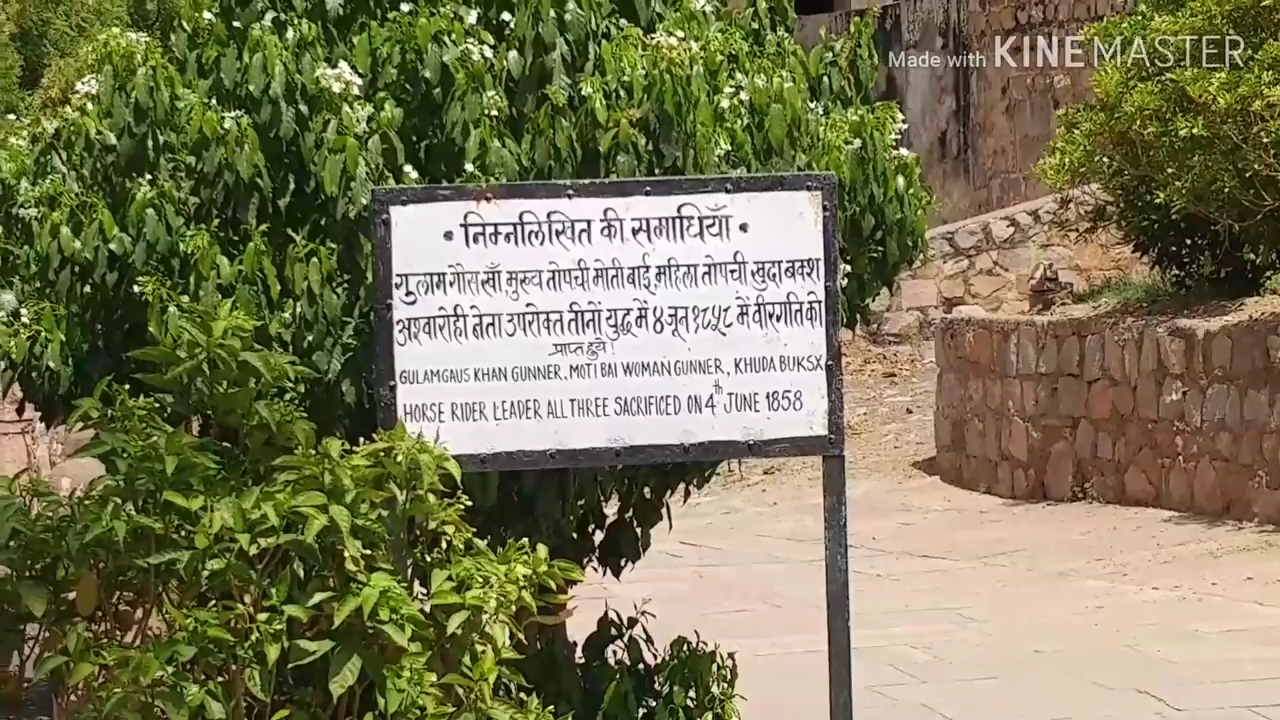 Made with KINEMASTER
• निम्नलिखित की समाधियाँ •
गुलाम गौस खाँ मुख्य तोपची मोती बाई महिला तोपची खुदा बक्श
अश्वारोही नेता उपरोक्त तीनों युद्ध में ४ जून १८५८ में वीरगति को
प्राप्त हुये !
GULAMGAUS KHAN GUNNER, MOTI BAI WOMAN GUNNER, KHUDA BUKSX
HORSE RIDER LEADER ALL THREE SACRIFICED ON 4th JUNE 1858